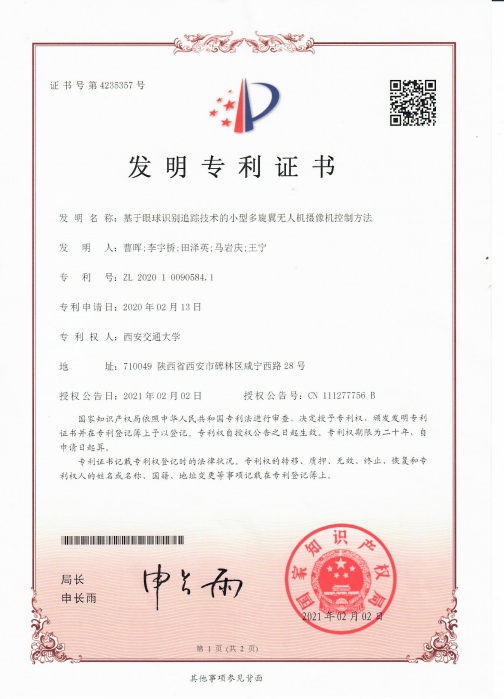 证书号第4235357号
发明专利证书
发明名称:基于眼球识别追踪技术的小型多旋翼无人机摄像机控制方法
发明人:曹晖;李宇桥;田泽英;马岩庆;王宁
专利号:ZL 2020 1 0090584.1
专利申请日:2020年02月13日
专利权人:西安交通大学
地址:710049 陕西省西安市碑林区咸宁西路28号
授权公告日:2021年02月02日 授权公告号:CN 111277756 B
国家知识产权局依照中华人民共和国专利法进行审查,决定授予专利权,颁发发明专利
证书并在专利登记簿上予以登记。专利权自授权公告之日起生效。专利权期限为二十年,自
申请日起算。
专利证书记载专利权登记时的法律状况。专利权的转移、质押、无效、终止、恢复和专
利权人的姓名或名称、国籍、地址变更等事项记载在专利登记簿上。
局长
申长雨
申长雨
国家知识产权局
2021年02月02日
第 1 页 (共 2 页)
其他事项参见背面